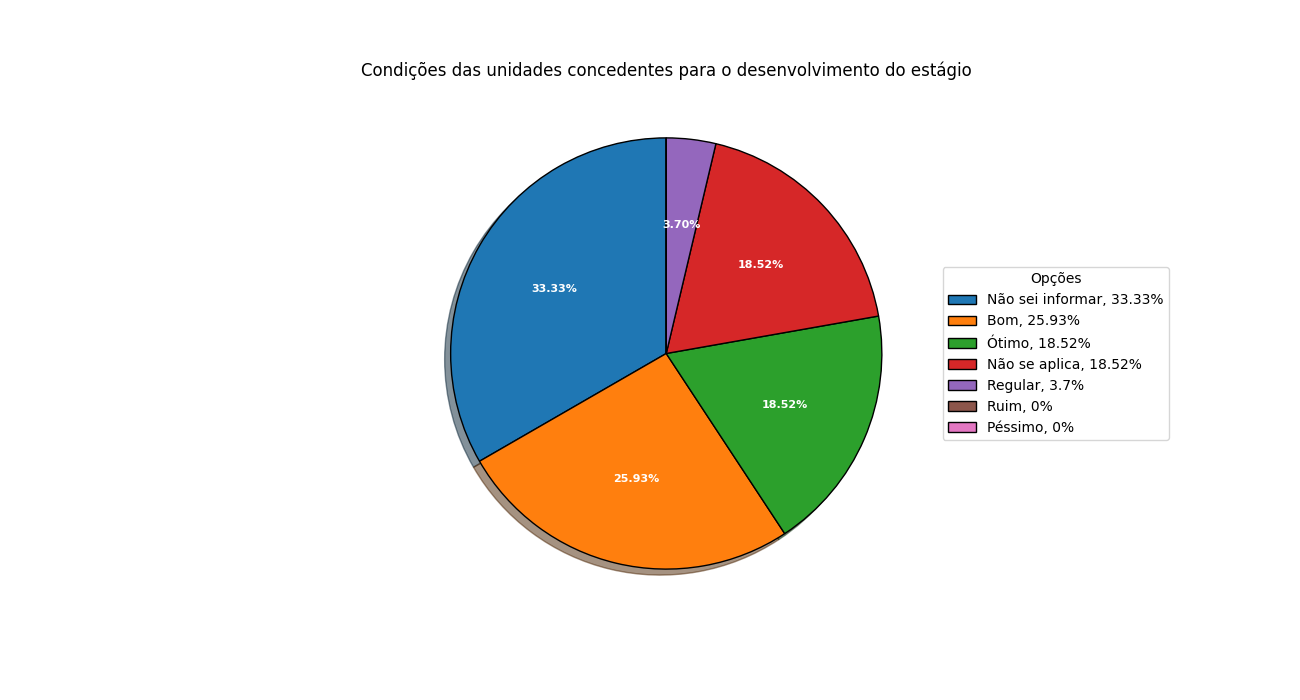 Condições das unidades concedentes para o desenvolvimento do estágio
3.70%
18.52%
33.33%
18.52%
25.93%
Opções
Não sei informar, 33.33%
Bom, 25.93%
Ótimo, 18.52%
Não se aplica, 18.52%
Regular, 3.7%
Ruim, 0%
Péssimo, 0%